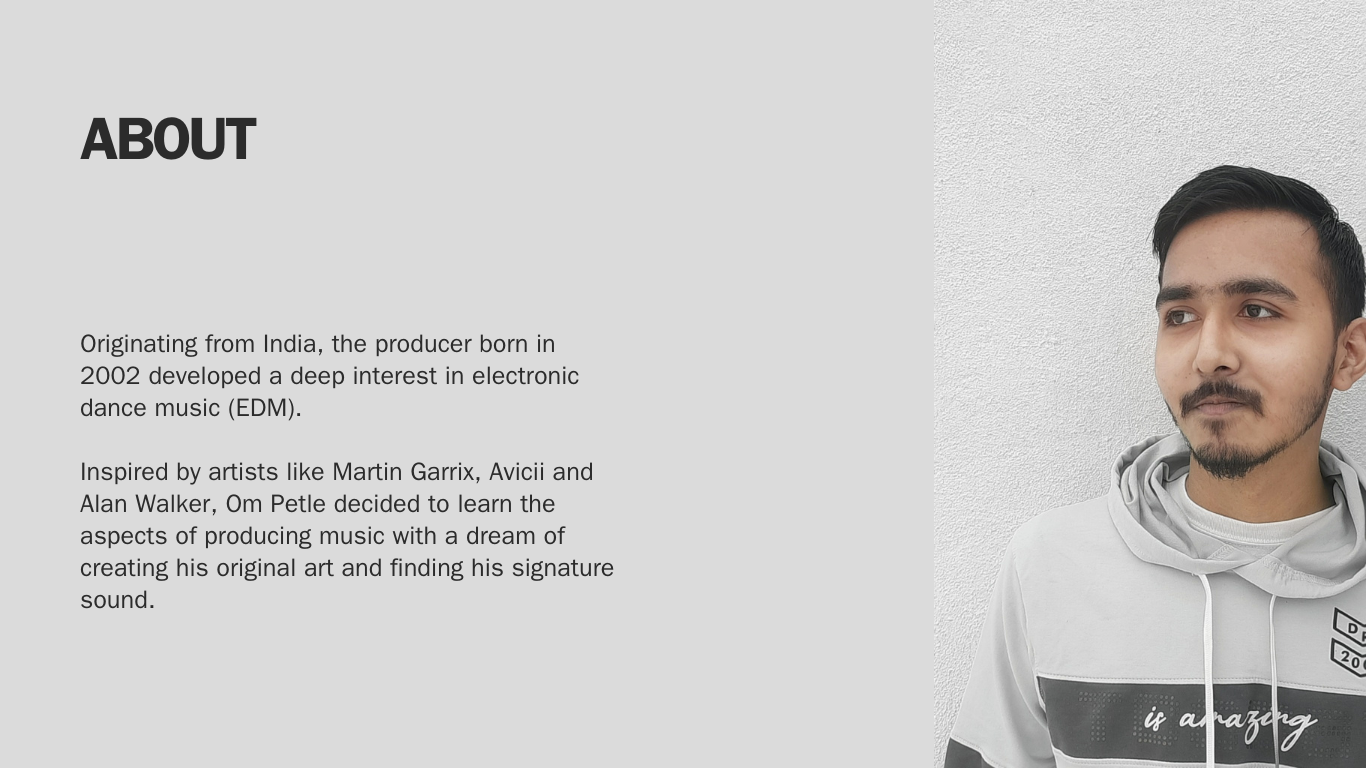 ABOUT
Originating from India, the producer born in
2002 developed a deep interest in electronic
dance music (EDM).
Inspired by artists like Martin Garrix, Avicii and
Alan Walker, Om Petle decided to learn the
aspects of producing music with a dream of
creating his original art and finding his signature
sound.
is amazing